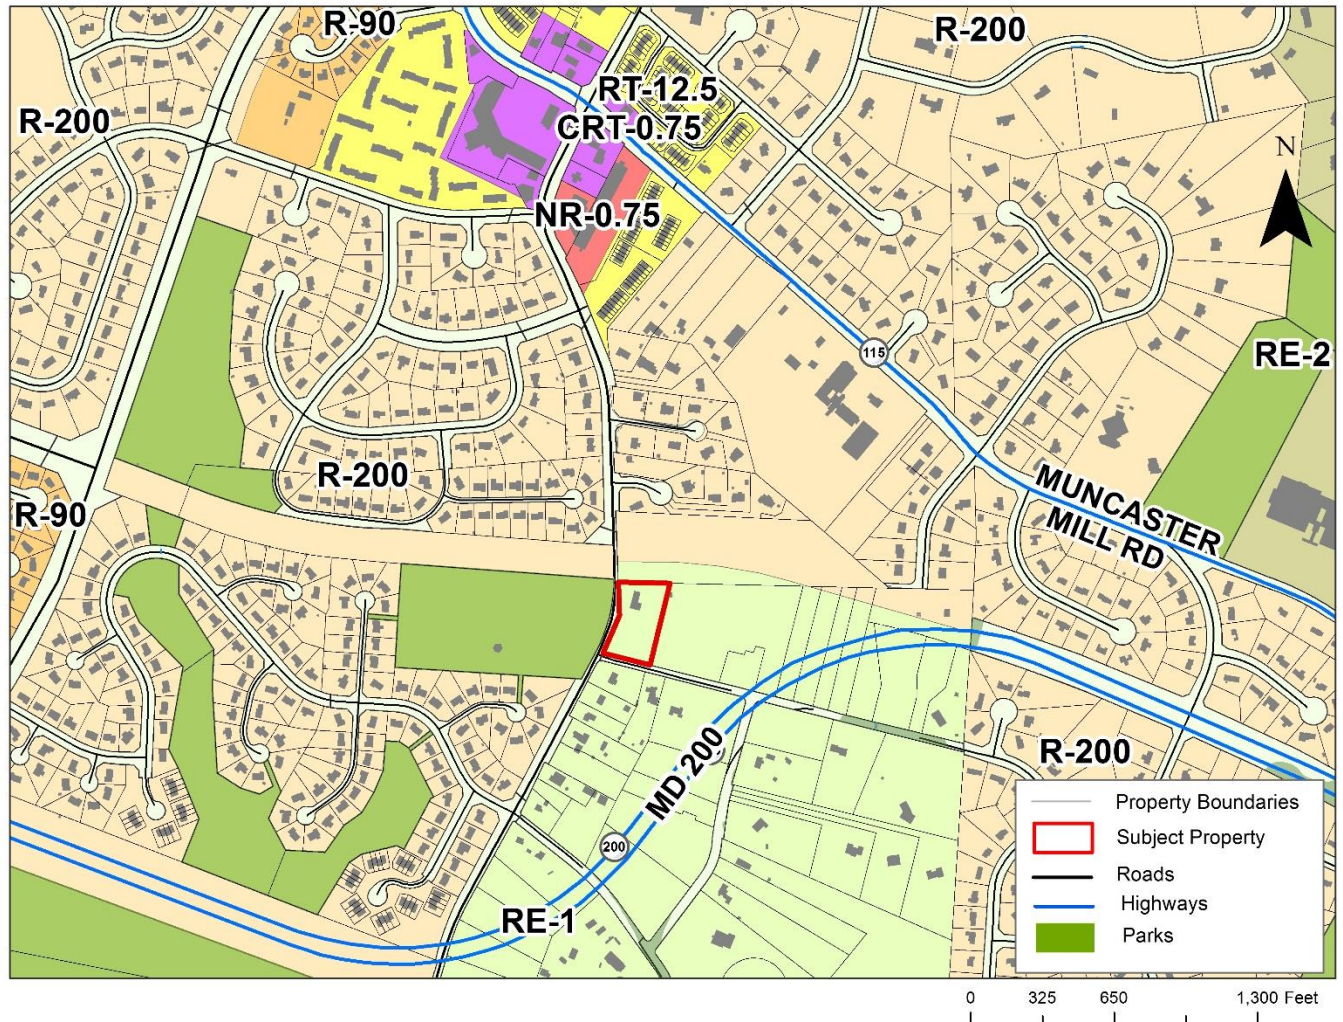 R-90
R-200
R-200
RT-12.5
CRT-0.75
N
NR-0.75
115
RE-2
R-200
R-90
MUNCASTER
MILL RD
MD 200
R-200
200
RE-1
Property Boundaries
Subject Property
Roads
Highways
Parks
0 325 650 1,300 Feet